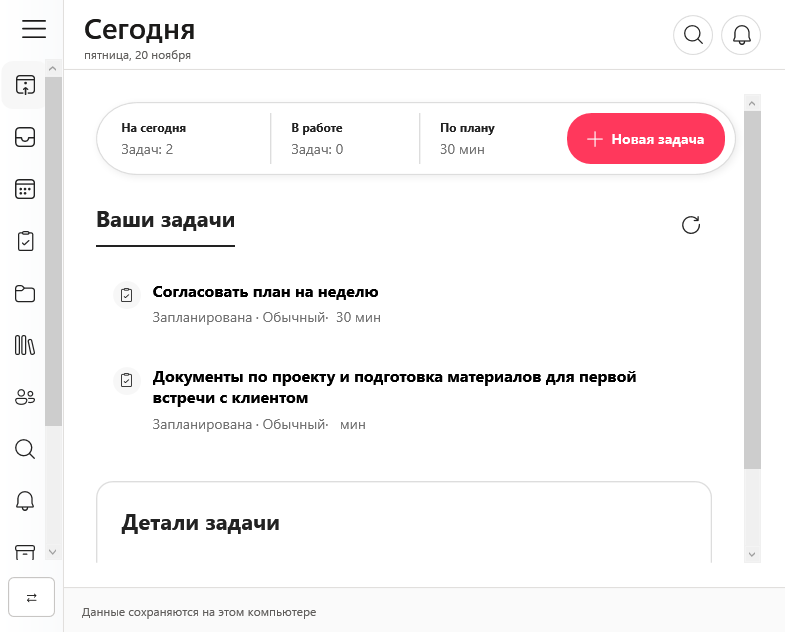 Сегодня
пятница, 20 ноября
На сегодня
Задач: 2
В работе
Задач: 0
По плану
30 мин
Новая задача
Ваши задачи
Согласовать план на неделю
Запланирована · Обычный· 30 мин
Документы по проекту и подготовка материалов для первой
встречи с клиентом
Запланирована · Обычный· мин
Детали задачи
Данные сохраняются на этом компьютере